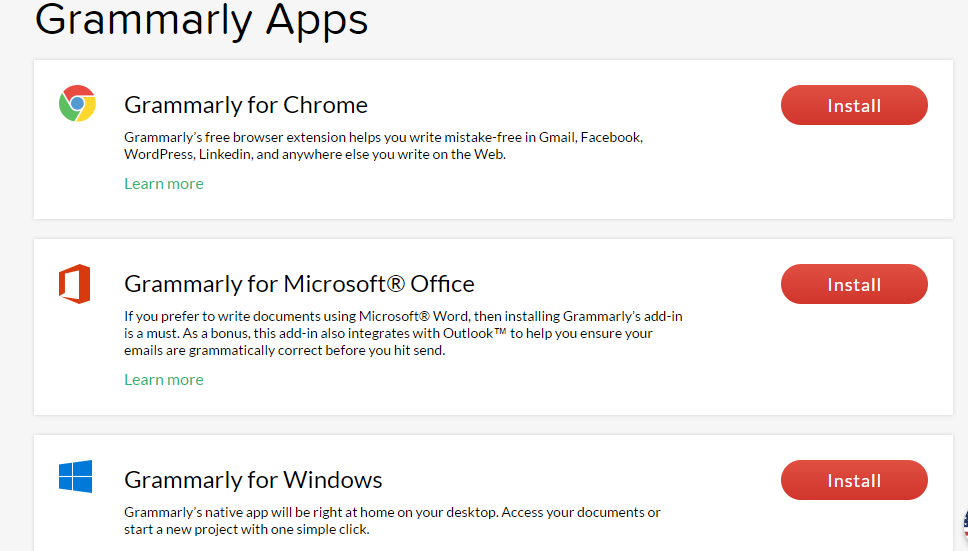 Grammarly Apps
Grammarly for Chrome
Install
Grammarly's free browser extension helps you write mistake-free in Gmail, Facebook,
WordPress, Linkedin, and anywhere else you write on the Web.
Learn more
Grammarly for Microsoft® Office
Install
If you prefer to write documents using Microsoft® Word, then installing Grammarly's add-in
is a must. As a bonus, this add-in also integrates with Outlook™ to help you ensure your
emails are grammatically correct before you hit send.
Learn more
Grammarly for Windows
Install
Grammarly's native app will be right at home on your desktop. Access your documents or
start a new project with one simple click.